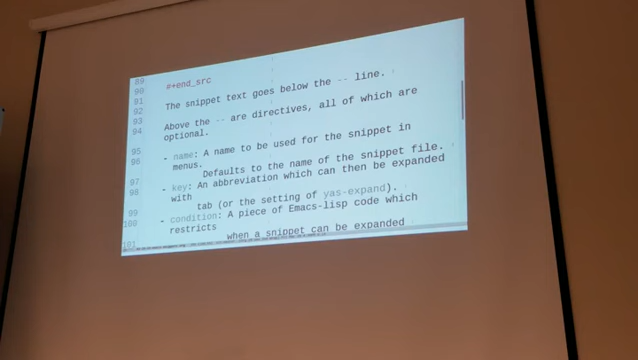 89 #+end_src
90
91 The snippet text goes below the -- line.
92
93 Above the -- are directives, all of which are
94 optional.
95 - name: A name to be used for the snippet in
96 menus.
Defaults to the name of the snippet file.
97 - key: An abbreviation which can then be expanded
98 with
tab (or the setting of yas-expand).
99 - condition: A piece of Emacs-lisp code which
100 restricts
when a snippet can be expanded
101